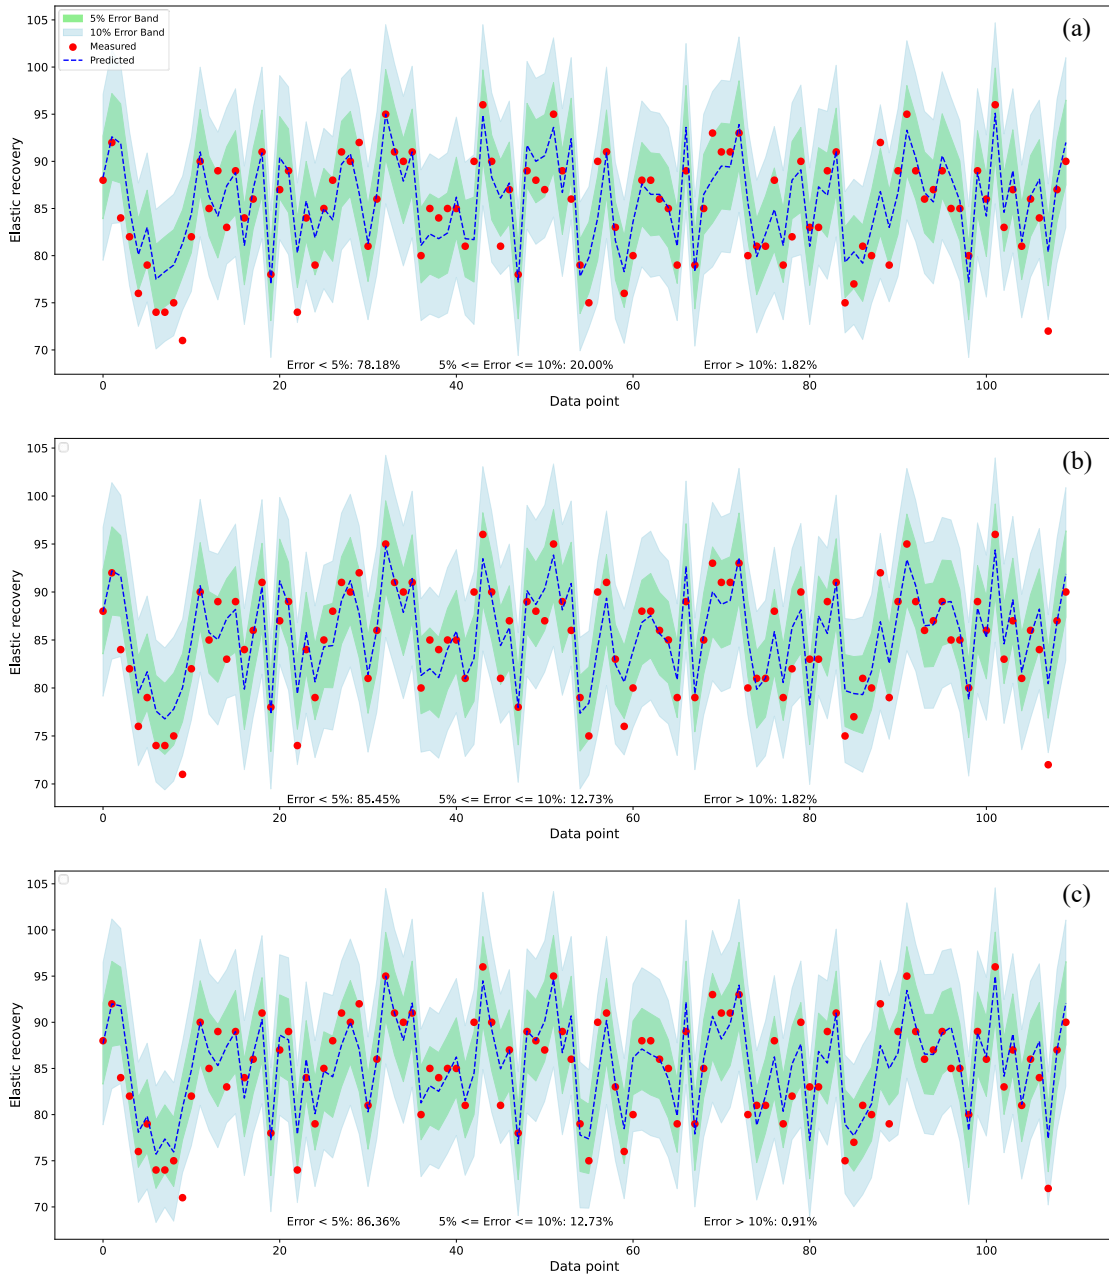 (a)
5% Error Band
10% Error Band
Measured
Predicted
Elastic recovery
105
100
95
90
85
80
75
70
Error < 5%: 78.18% 5% <= Error <= 10%: 20.00% Error > 10%: 1.82%
0 20 40 60 80 100
Data point
(b)
Elastic recovery
105
100
95
90
85
80
75
70
Error < 5%: 85.45% 5% <= Error <= 10%: 12.73% Error > 10%: 1.82%
0 20 40 60 80 100
Data point
(c)
Elastic recovery
105
100
95
90
85
80
75
70
Error < 5%: 86.36% 5% <= Error <= 10%: 12.73% Error > 10%: 0.91%
0 20 40 60 80 100
Data point